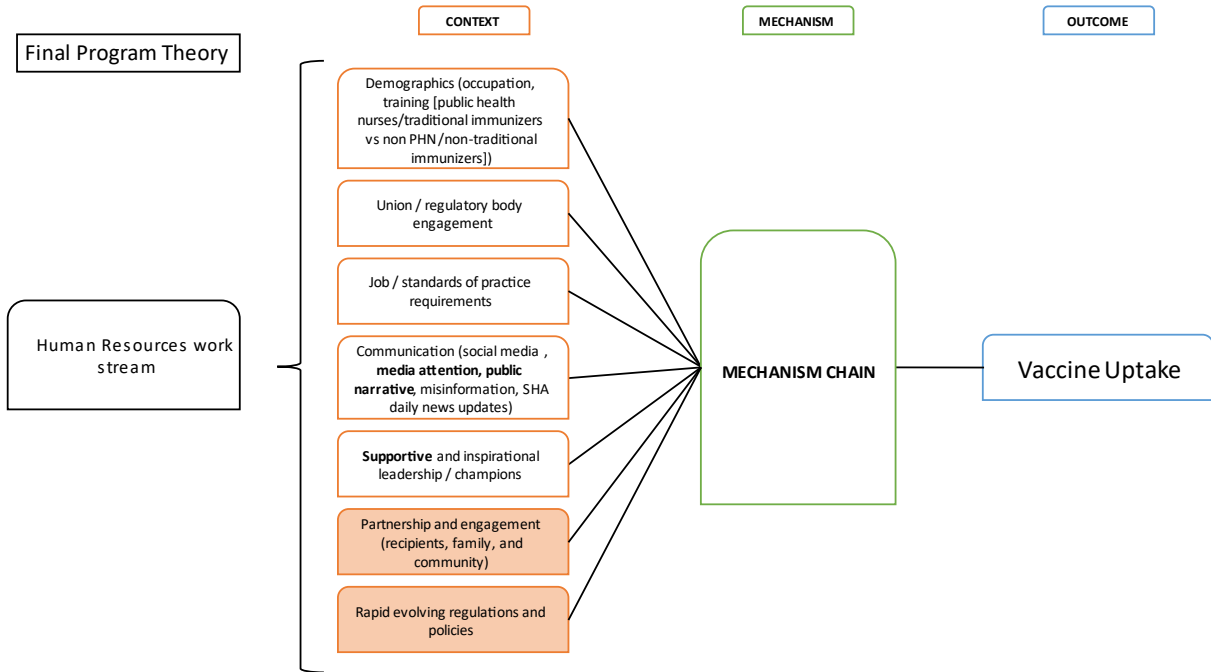 CONTEXT
MECHANISM
OUTCOME
Final Program Theory
Demographics (occupation,
training [public health
nurses/traditional immunizers
vs non PHN/non-traditional
immunizers])
Union / regulatory body
engagement
Job / standards of practice
requirements
Human Resources work
stream
Communication (social media ,
media attention, public
narrative, misinformation, SHA
daily news updates)
MECHANISM CHAIN
Vaccine Uptake
Supportive and inspirational
leadership / champions
Partnership and engagement
(recipients, family, and
community)
Rapid evolving regulations and
policies